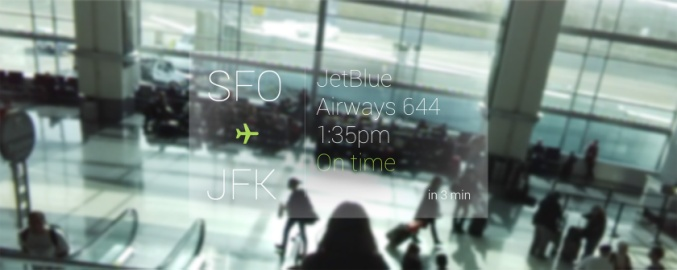 SFO
JFK
JetBlue
Airways 644
1:35pm
On time
in 3 min